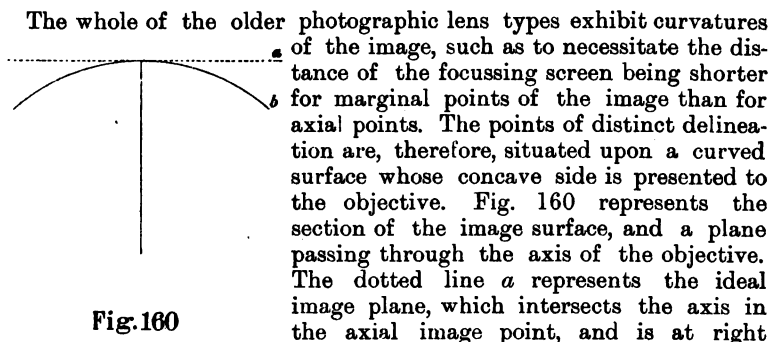 The whole of the older photographic lens types exhibit curvatures
of the image, such as to necessitate the dis-
tance of the focussing screen being shorter
for marginal points of the image than for
axial points. The points of distinct delinea-
tion are, therefore, situated upon a curved
surface whose concave side is presented to
the objective. Fig. 160 represents the
section of the image surface, and a plane
passing through the axis of the objective.
The dotted line a represents the ideal
image plane, which intersects the axis in
the axial image point, and is at right
a
b
Fig. 160